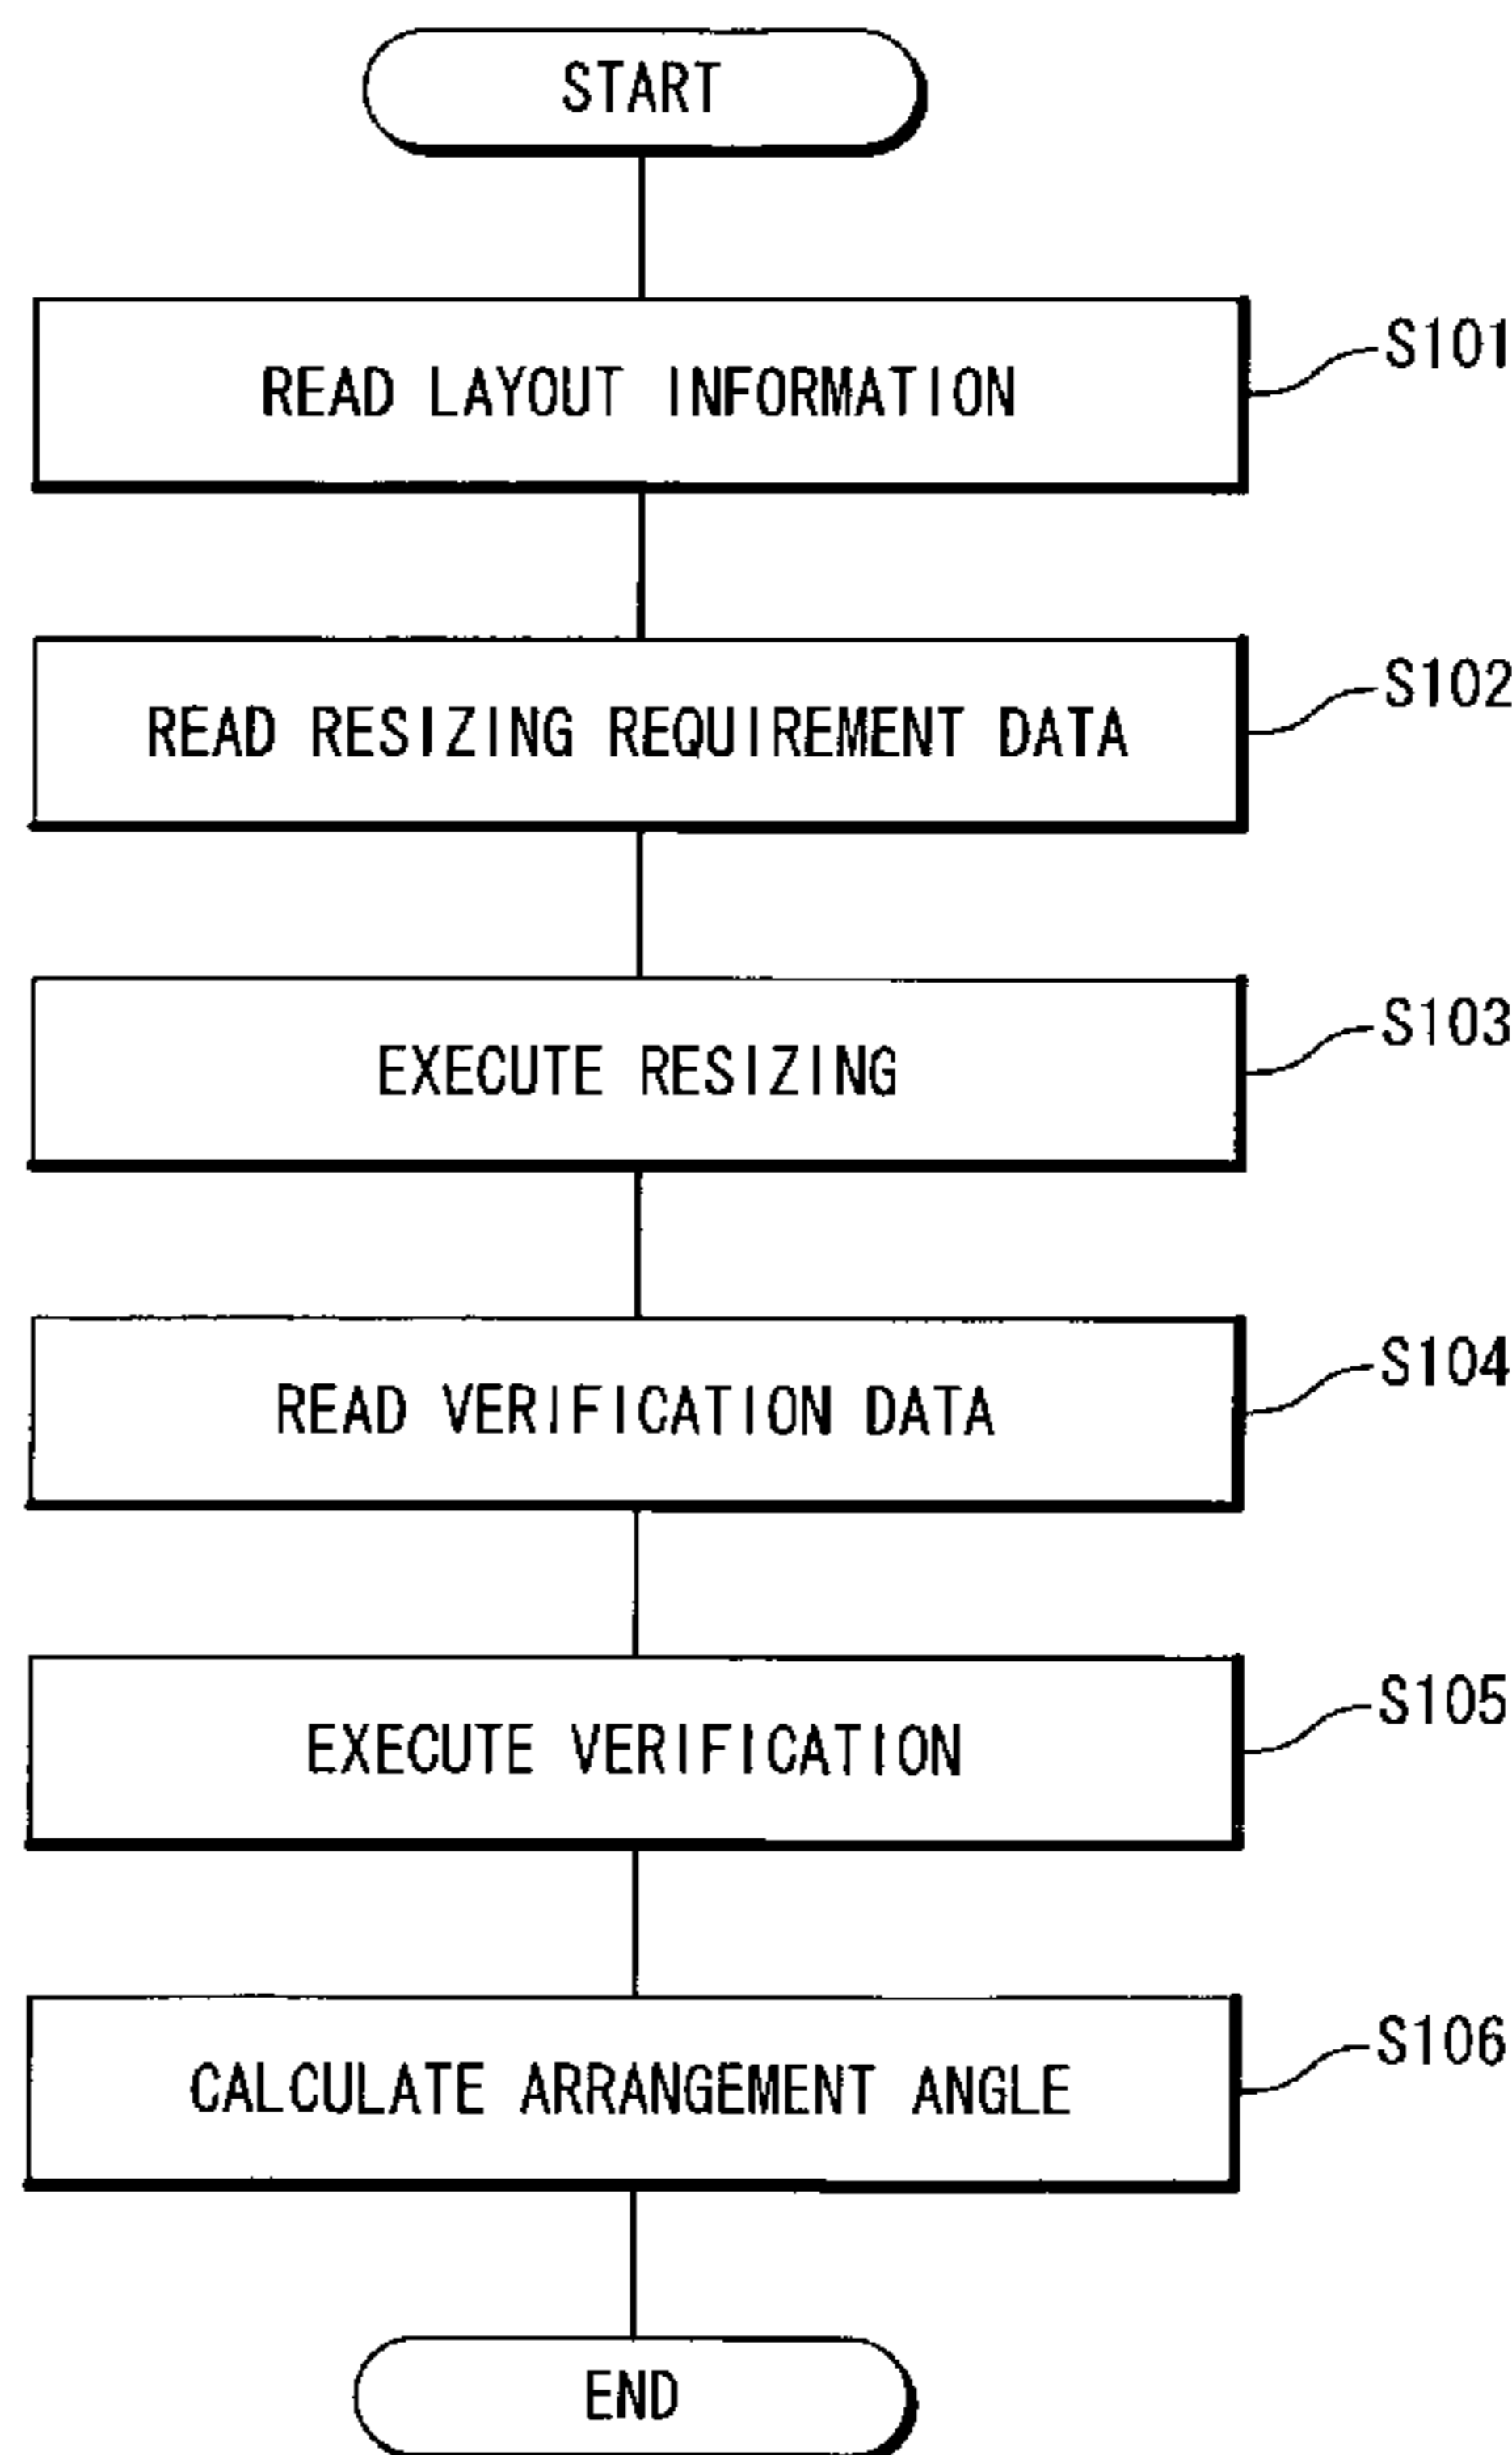 START
READ LAYOUT INFORMATION
S101
READ RESIZING REQUIREMENT DATA
S102
EXECUTE RESIZING
S103
READ VERIFICATION DATA
S104
EXECUTE VERIFICATION
S105
CALCULATE ARRANGEMENT ANGLE
S106
END